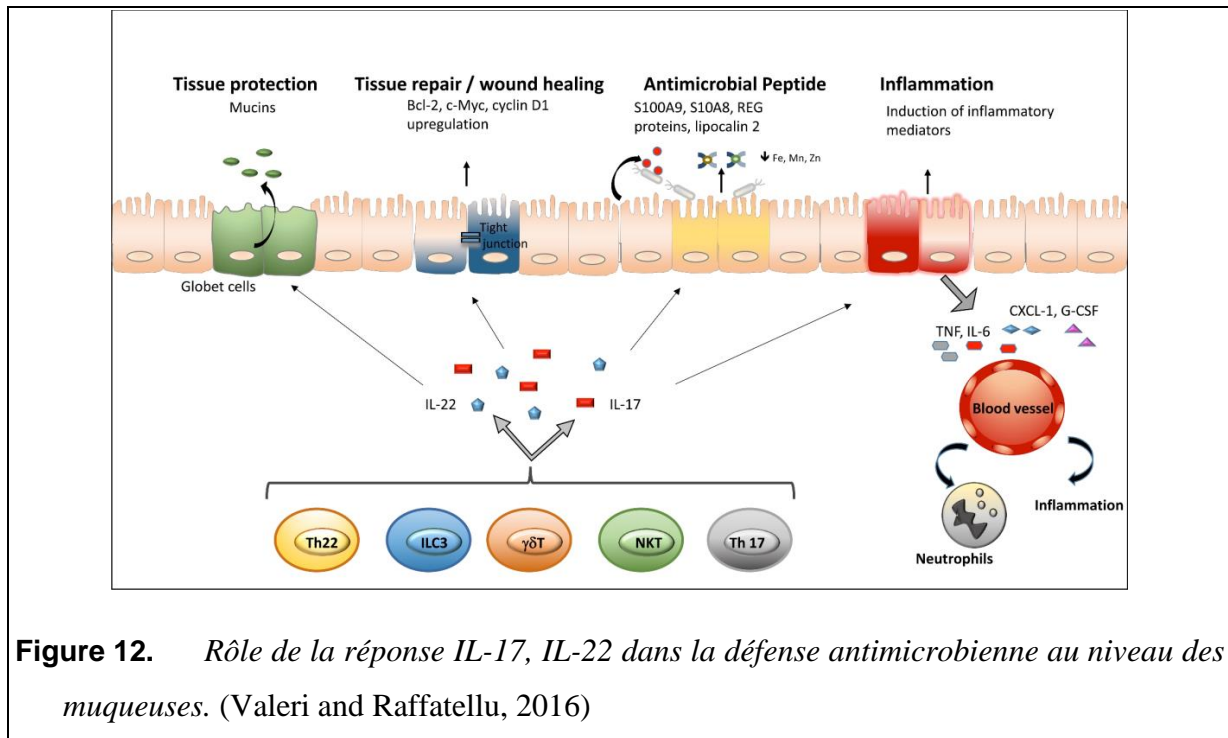 Tissue protection
Mucins
Tissue repair / wound healing
Bcl-2, c-Myc, cyclin D1
upregulation
Antimicrobial Peptide
S100A9, S10A8, REG
proteins, lipocalin 2
Fe, Mn, Zn
Inflammation
Induction of inflammatory
mediators
Tight
junction
Globet cells
IL-22
IL-17
TNF, IL-6
CXCL-1, G-CSF
Blood vessel
Inflammation
Neutrophils
Th22
ILC3
γδT
NKT
Th 17
Figure 12. Rôle de la réponse IL-17, IL-22 dans la défense antimicrobienne au niveau des
muqueuses. (Valeri and Raffatellu, 2016)